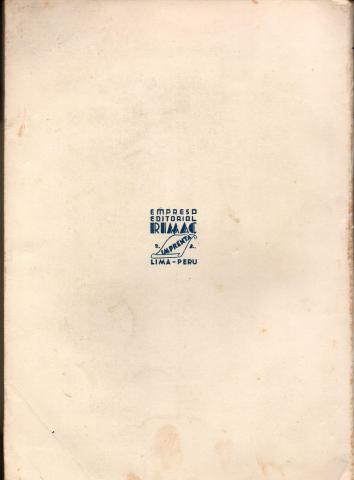 EMPRESA
EDITORIAL
RIMAC
S. A.
IMPRENTA
LIMA-PERU